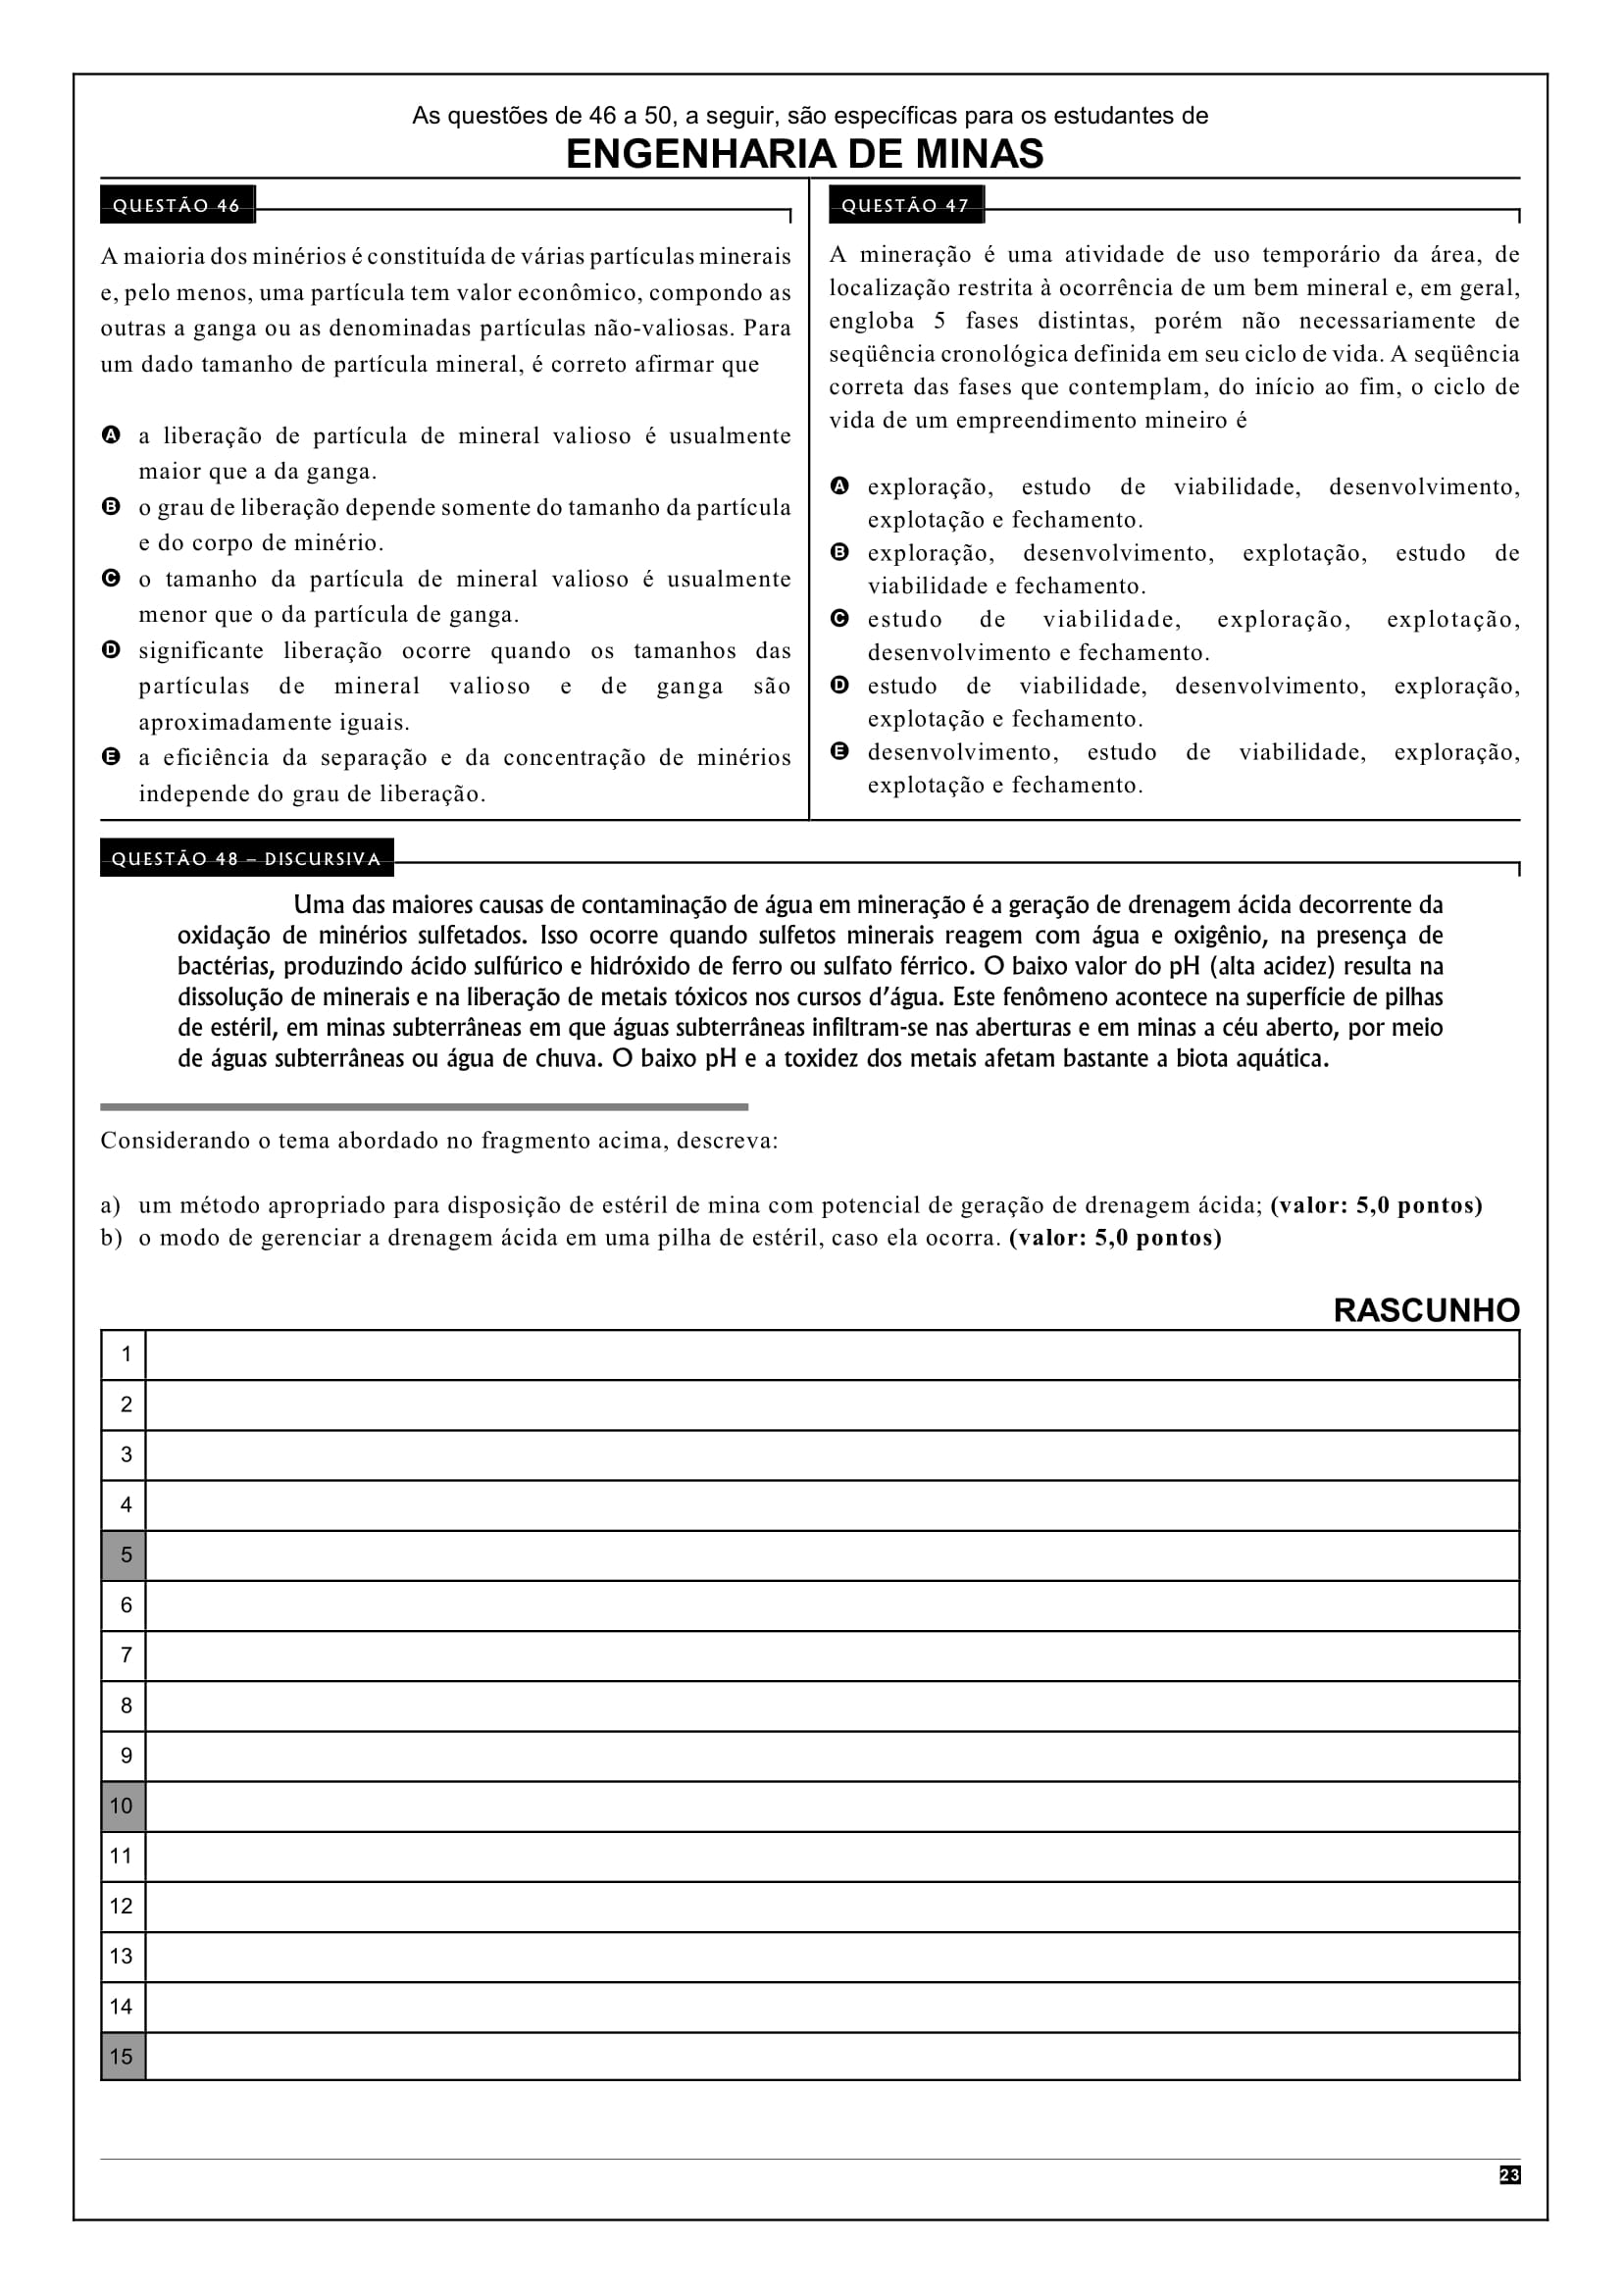 As questões de 46 a 50, a seguir, são específicas para os estudantes de
ENGENHARIA DE MINAS
QUESTÃO 46
A maioria dos minérios é constituída de várias partículas minerais
e, pelo menos, uma partícula tem valor econômico, compondo as
outras a ganga ou as denominadas partículas não-valiosas. Para
um dado tamanho de partícula mineral, é correto afirmar que
A a liberação de partícula de mineral valioso é usualmente
maior que a da ganga.
B o grau de liberação depende somente do tamanho da partícula
e do corpo de minério.
C o tamanho da partícula de mineral valioso é usualmente
menor que o da partícula de ganga.
D significante liberação ocorre quando os tamanhos das
partículas de mineral valioso e de ganga são
aproximadamente iguais.
E a eficiência da separação e da concentração de minérios
independe do grau de liberação.
QUESTÃO 47
A mineração é uma atividade de uso temporário da área, de
localização restrita à ocorrência de um bem mineral e, em geral,
engloba 5 fases distintas, porém não necessariamente de
seqüência cronológica definida em seu ciclo de vida. A seqüência
correta das fases que contemplam, do início ao fim, o ciclo de
vida de um empreendimento mineiro é
A exploração, estudo de viabilidade, desenvolvimento,
explotação e fechamento.
B exploração, desenvolvimento, explotação, estudo de
viabilidade e fechamento.
C estudo de viabilidade, exploração, explotação,
desenvolvimento e fechamento.
D estudo de viabilidade, desenvolvimento, exploração,
explotação e fechamento.
E desenvolvimento, estudo de viabilidade, exploração,
explotação e fechamento.
QUESTÃO 48 – DISCURSIVA
Uma das maiores causas de contaminação de água em mineração é a geração de drenagem ácida decorrente da
oxidação de minérios sulfetados. Isso ocorre quando sulfetos minerais reagem com água e oxigênio, na presença de
bactérias, produzindo ácido sulfúrico e hidróxido de ferro ou sulfato férrico. O baixo valor do pH (alta acidez) resulta na
dissolução de minerais e na liberação de metais tóxicos nos cursos d’água. Este fenômeno acontece na superfície de pilhas
de estéril, em minas subterrâneas em que águas subterrâneas infiltram-se nas aberturas e em minas a céu aberto, por meio
de águas subterrâneas ou água de chuva. O baixo pH e a toxidez dos metais afetam bastante a biota aquática.
Considerando o tema abordado no fragmento acima, descreva:
a) um método apropriado para disposição de estéril de mina com potencial de geração de drenagem ácida; (valor: 5,0 pontos)
b) o modo de gerenciar a drenagem ácida em uma pilha de estéril, caso ela ocorra. (valor: 5,0 pontos)
RASCUNHO
1
2
3
4
5
6
7
8
9
10
11
12
13
14
15
23